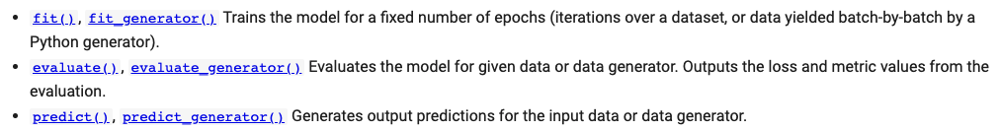 • fit(), fit_generator() Trains the model for a fixed number of epochs (iterations over a dataset, or data yielded batch-by-batch by a
Python generator).
• evaluate(), evaluate_generator() Evaluates the model for given data or data generator. Outputs the loss and metric values from the
evaluation.
• predict(), predict_generator() Generates output predictions for the input data or data generator.